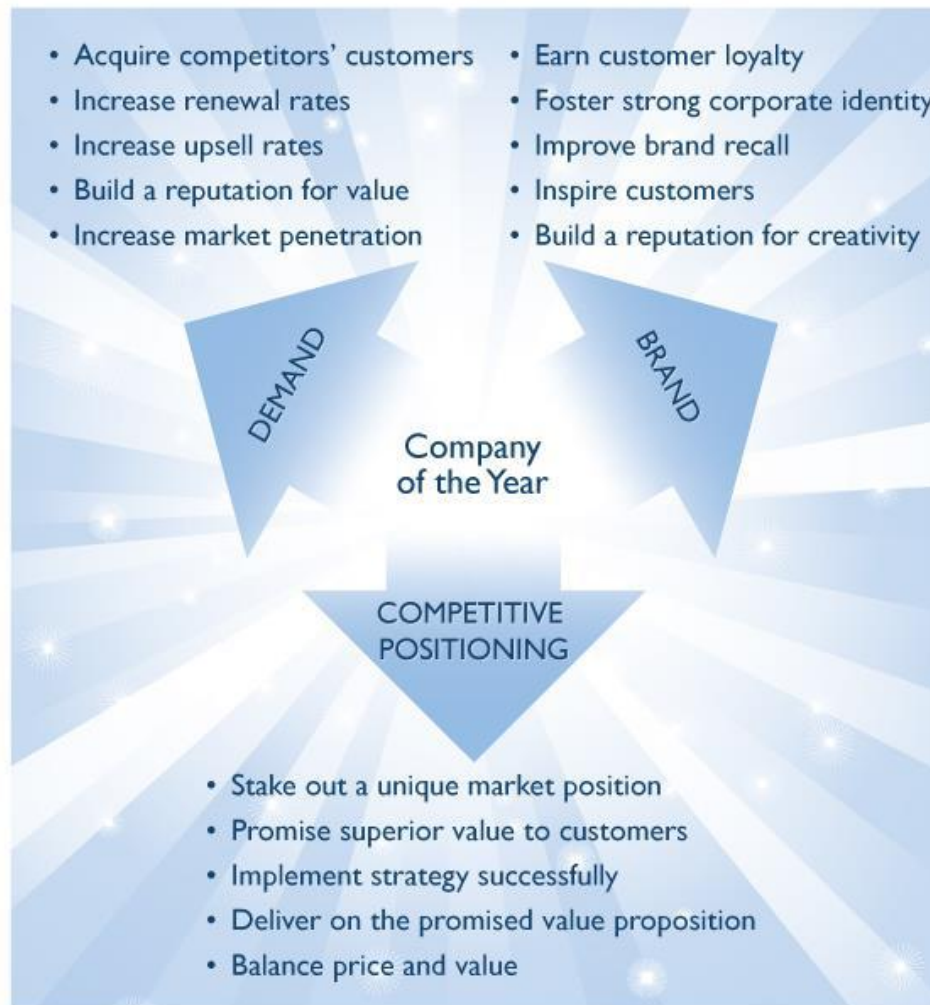 • Acquire competitors’ customers
• Increase renewal rates
• Increase upsell rates
• Build a reputation for value
• Increase market penetration
• Earn customer loyalty
• Foster strong corporate identity
• Improve brand recall
• Inspire customers
• Build a reputation for creativity
DEMAND
BRAND
Company
of the Year
COMPETITIVE
POSITIONING
• Stake out a unique market position
• Promise superior value to customers
• Implement strategy successfully
• Deliver on the promised value proposition
• Balance price and value